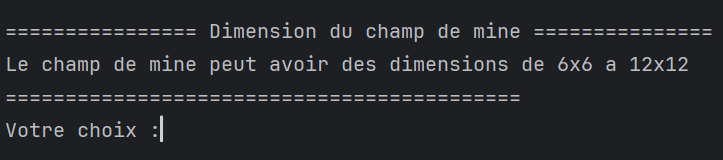 ================ Dimension du champ de mine ===============
Le champ de mine peut avoir des dimensions de 6x6 a 12x12
===========================================
Votre choix :